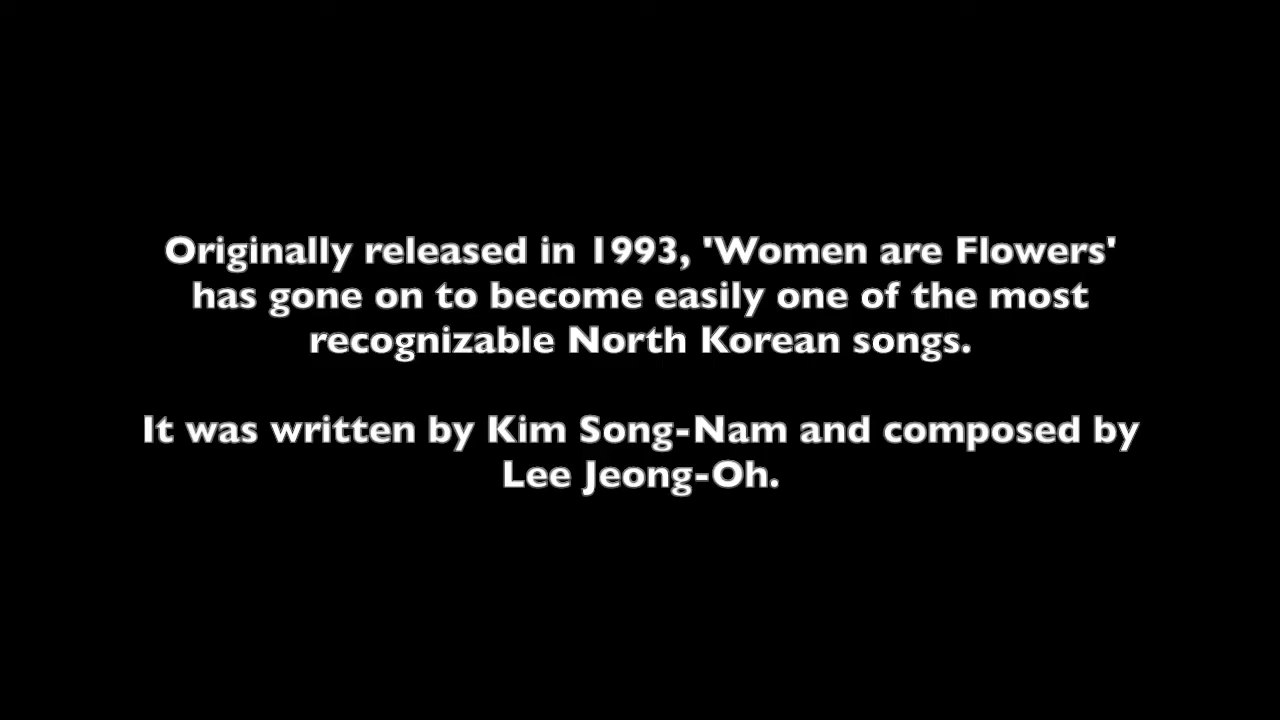 Originally released in 1993, 'Women are Flowers'
has gone on to become easily one of the most
recognizable North Korean songs.
It was written by Kim Song-Nam and composed by
Lee Jeong-Oh.